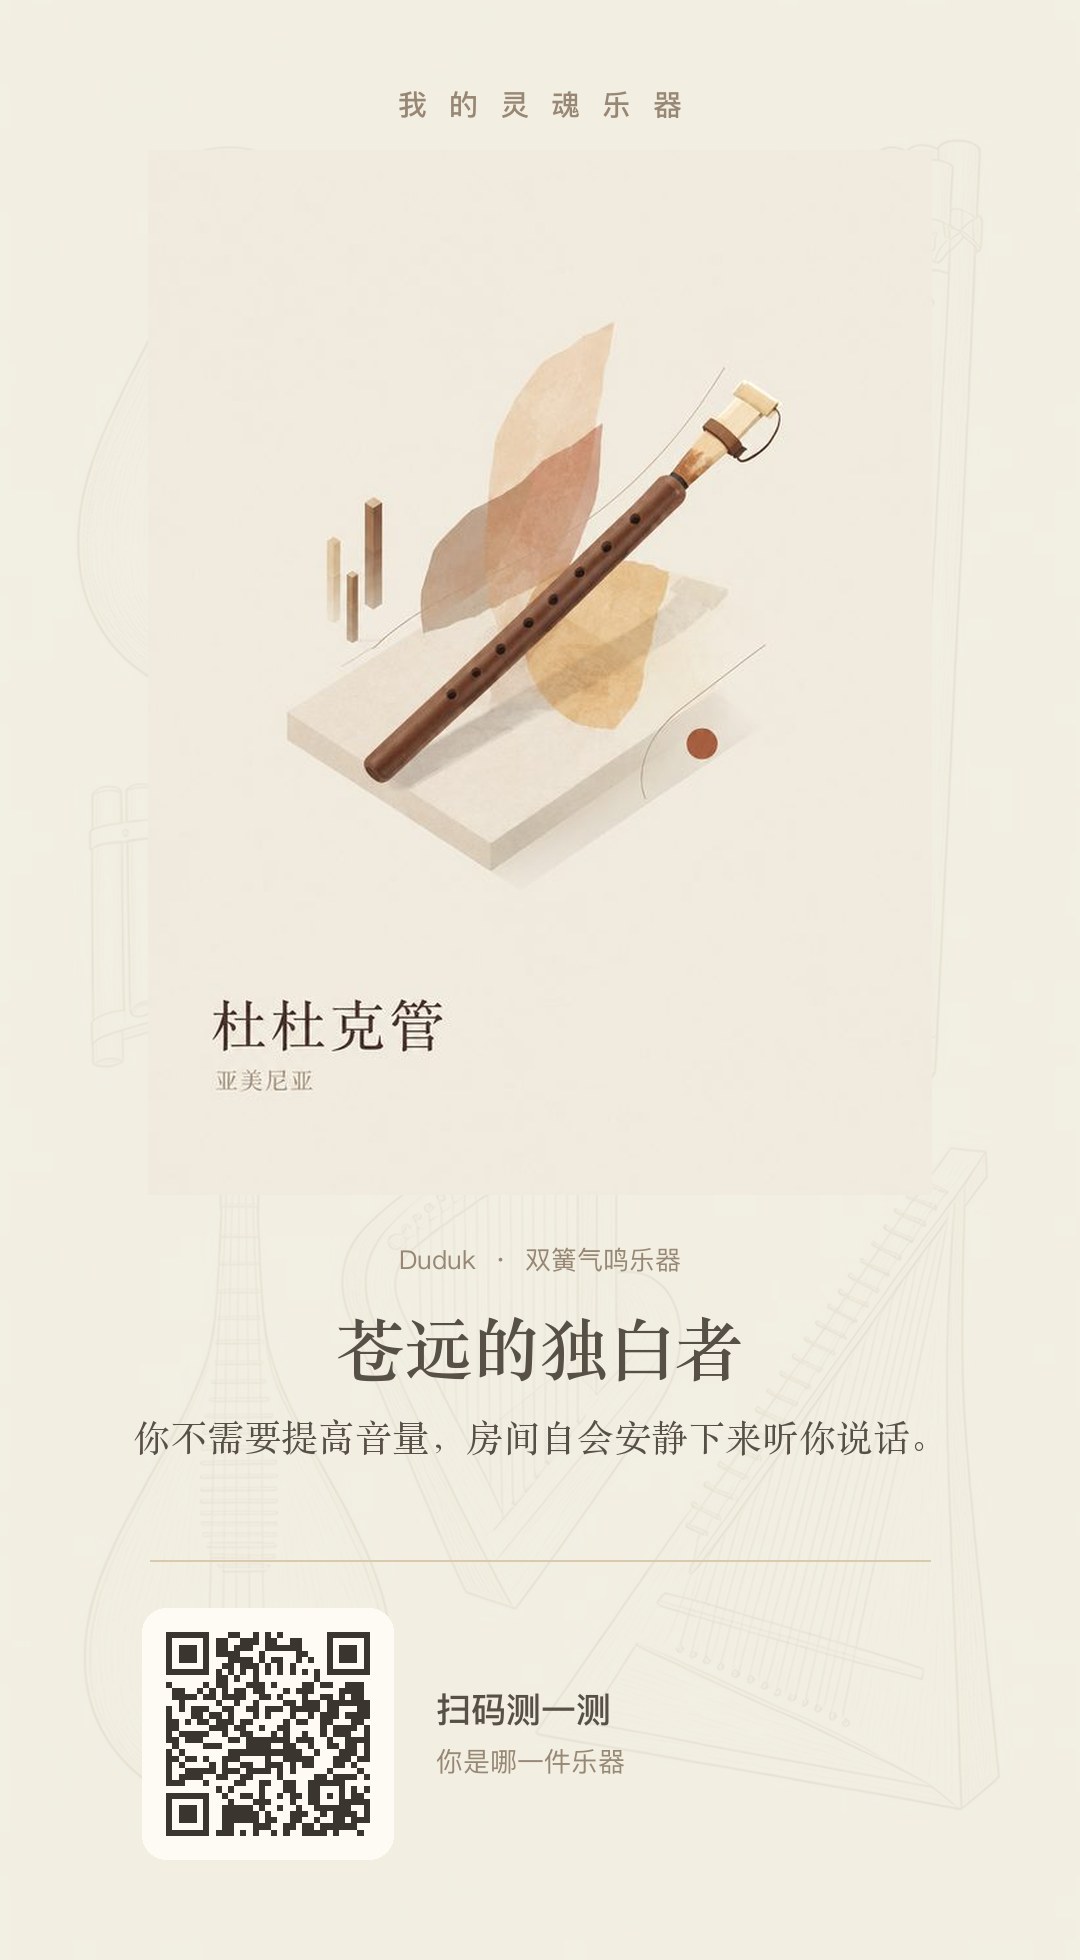 我的灵魂乐器
杜杜克管
亚美尼亚
Duduk · 双簧气鸣乐器
苍远的独白者
你不需要提高音量，房间自会安静下来听你说话。
扫码测一测
你是哪一件乐器